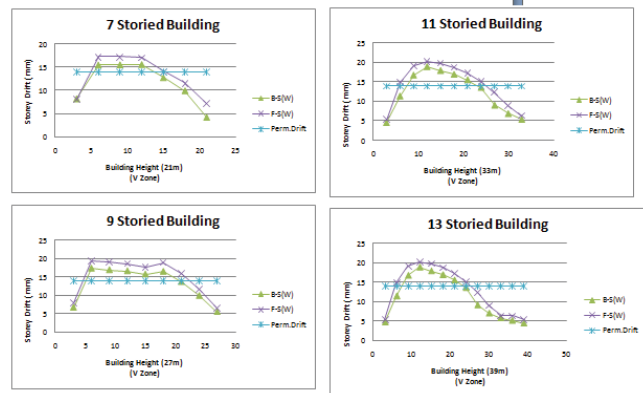 7 Storied Building
Storey Drift (mm)
20
15
10
5
0
0 5 10 15 20 25
Building Height (21m)
(V Zone)
B-S(W)
F-S(W)
Perm.Drift
11 Storied Building
Storey Drift (mm)
25
20
15
10
5
0
0 10 20 30 40
Building Height (33m)
(V Zone)
B-S(W)
F-S(W)
Perm.Drift
9 Storied Building
Storey Drift (mm)
25
20
15
10
5
0
0 10 20 30
Building Height (27m)
(V Zone)
B-S(W)
F-S(W)
Perm.Drift
13 Storied Building
Storey Drift (mm)
25
20
15
10
5
0
0 10 20 30 40 50
Building Height (39m)
(V Zone)
B-S(W)
F-S(W)
Perm.Drift